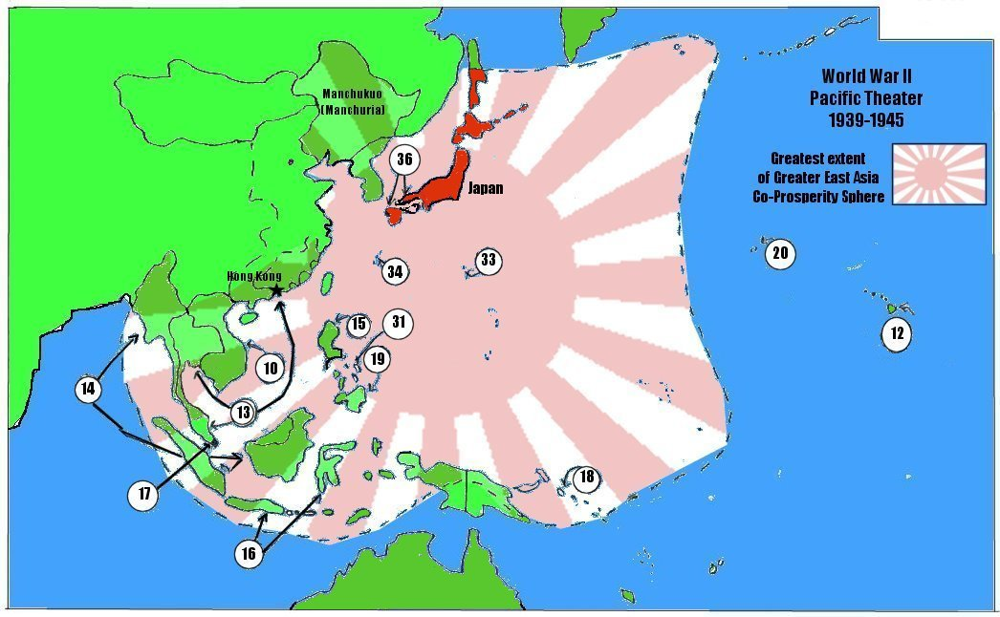 World War II
Pacific Theater
1939-1945
Manchukuo
(Manchuria)
Greatest extent
of Greater East Asia
Co-Prosperity Sphere
36
Japan
20
34
33
Hong Kong
15
31
12
10
19
14
13
17
18
16